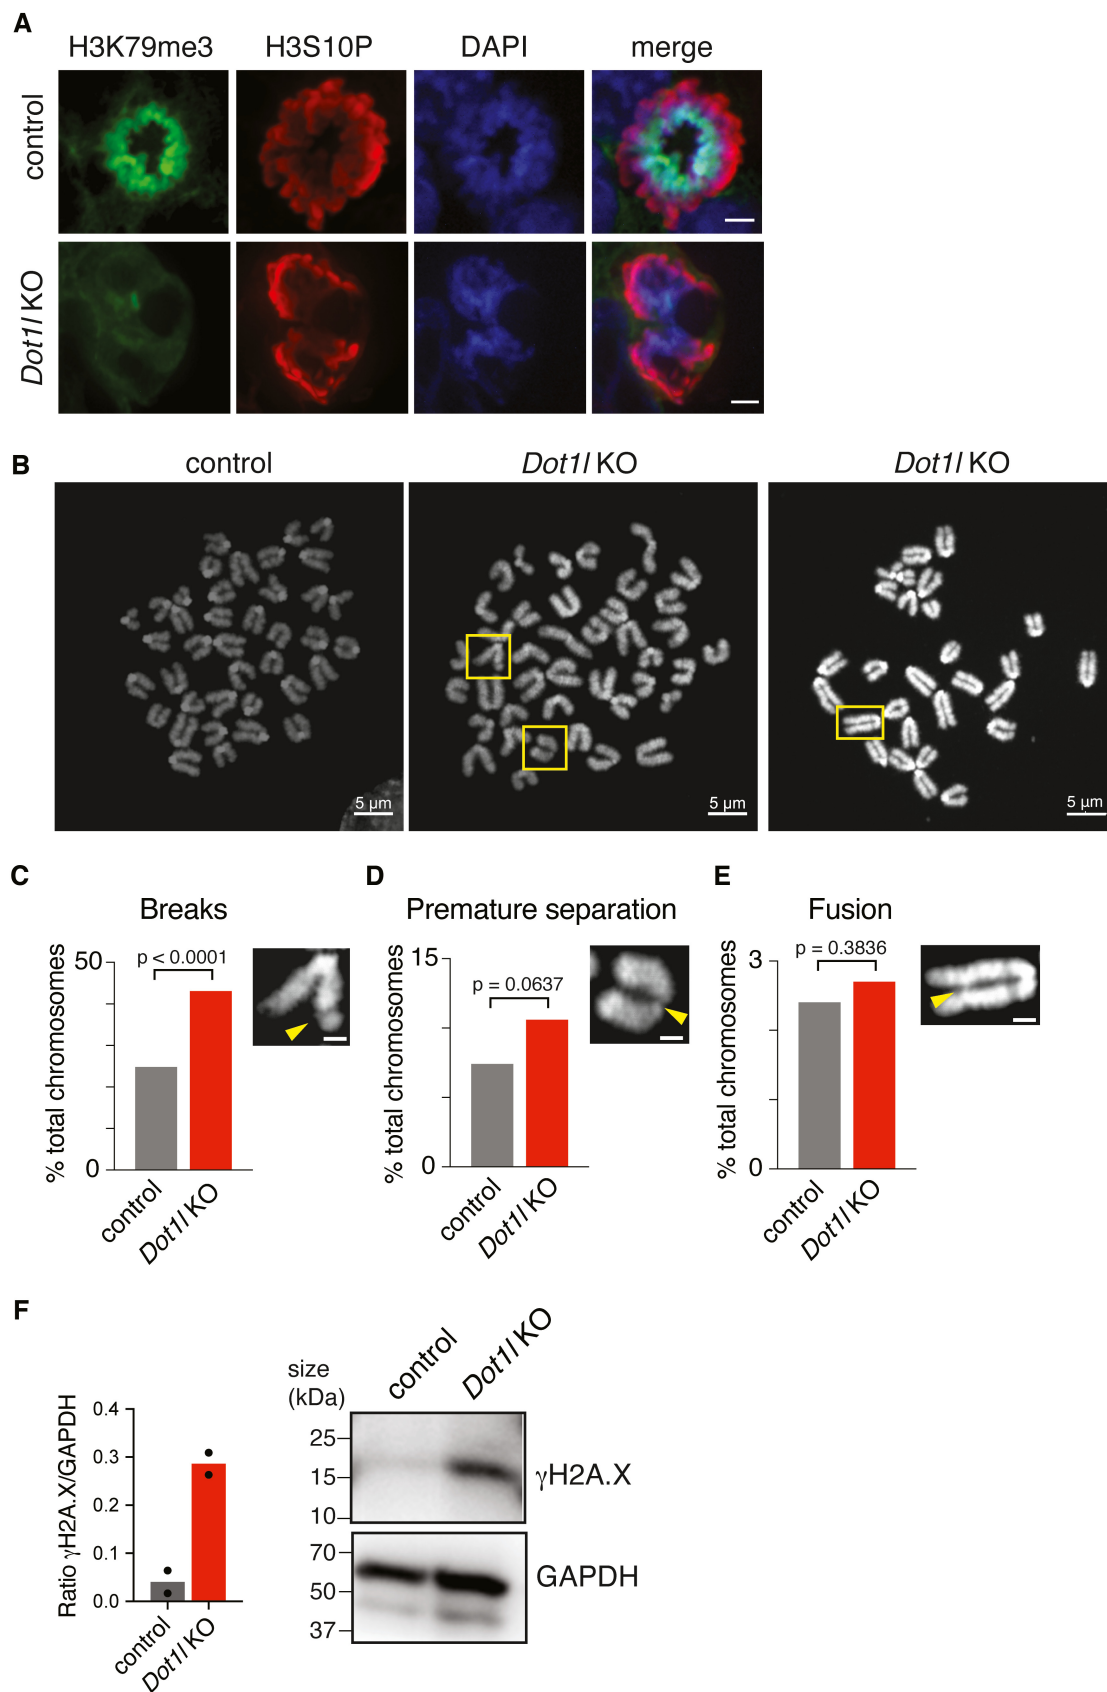 A
H3K79me3 H3S10P DAPI merge
control
Dot1l KO
B
control Dot1l KO Dot1l KO
5 µm 5 µm 5 µm
C D E
Breaks Premature separation Fusion
% total chromosomes
50
0
p < 0.0001
control
Dot1l KO
% total chromosomes
15
0
p = 0.0637
control
Dot1l KO
% total chromosomes
3
0
p = 0.3836
control
Dot1l KO
F
Ratio γH2A.X/GAPDH
0.4
0.3
0.2
0.1
0.0
control
Dot1l KO
size
(kDa)
control
Dot1l KO
25
15
10
γH2A.X
70
50
37
GAPDH